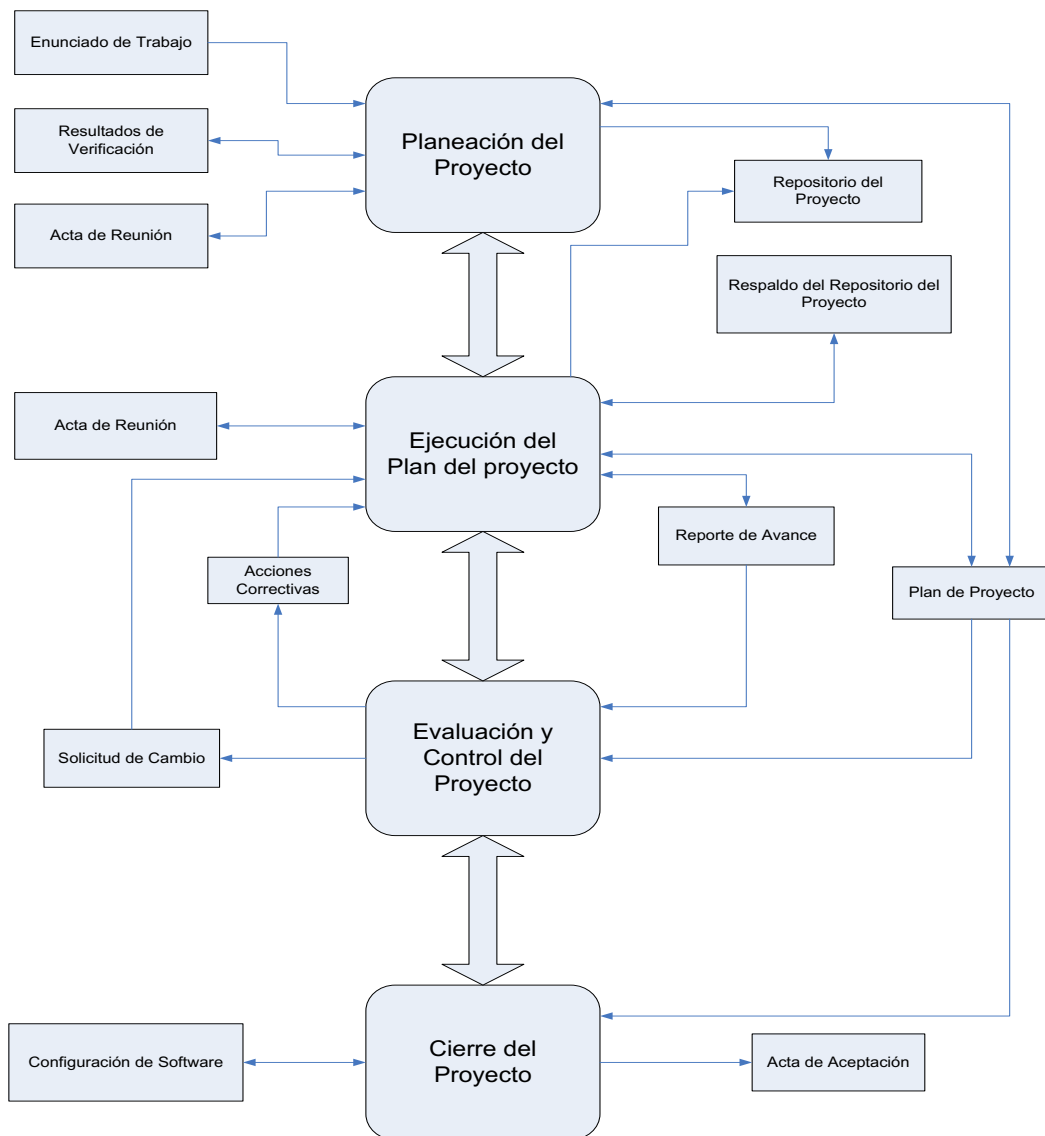 Enunciado de Trabajo
Resultados de
Verificación
Acta de Reunión
Planeación del
Proyecto
Repositorio del
Proyecto
Respaldo del Repositorio del
Proyecto
Acta de Reunión
Ejecución del
Plan del proyecto
Reporte de Avance
Acciones
Correctivas
Plan de Proyecto
Solicitud de Cambio
Evaluación y
Control del
Proyecto
Configuración de Software
Cierre del
Proyecto
Acta de Aceptación